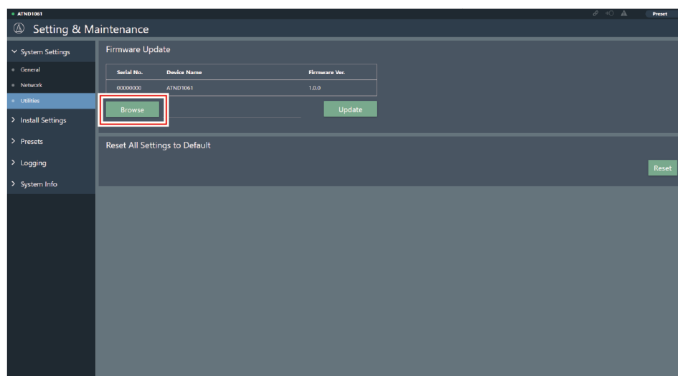 ATND1061
Preset
Setting & Maintenance
System Settings
General
Network
Utilities
Install Settings
Presets
Logging
System Info
Firmware Update
Serial No. Device Name Firmware Ver.
00000000 ATND1061 1.0.0
Browse Update
Reset All Settings to Default
Reset